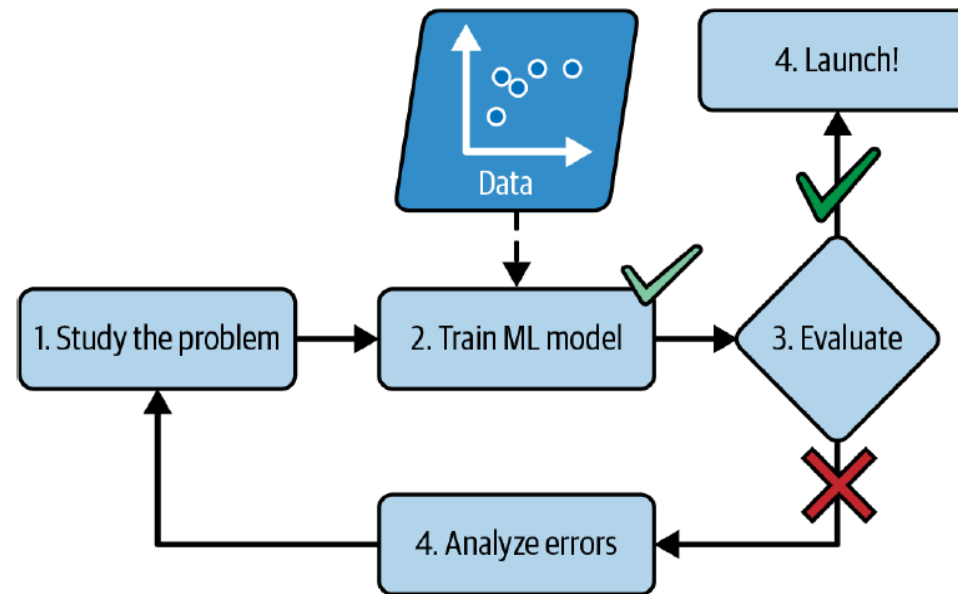 Data
4. Launch!
1. Study the problem
2. Train ML model
3. Evaluate
4. Analyze errors